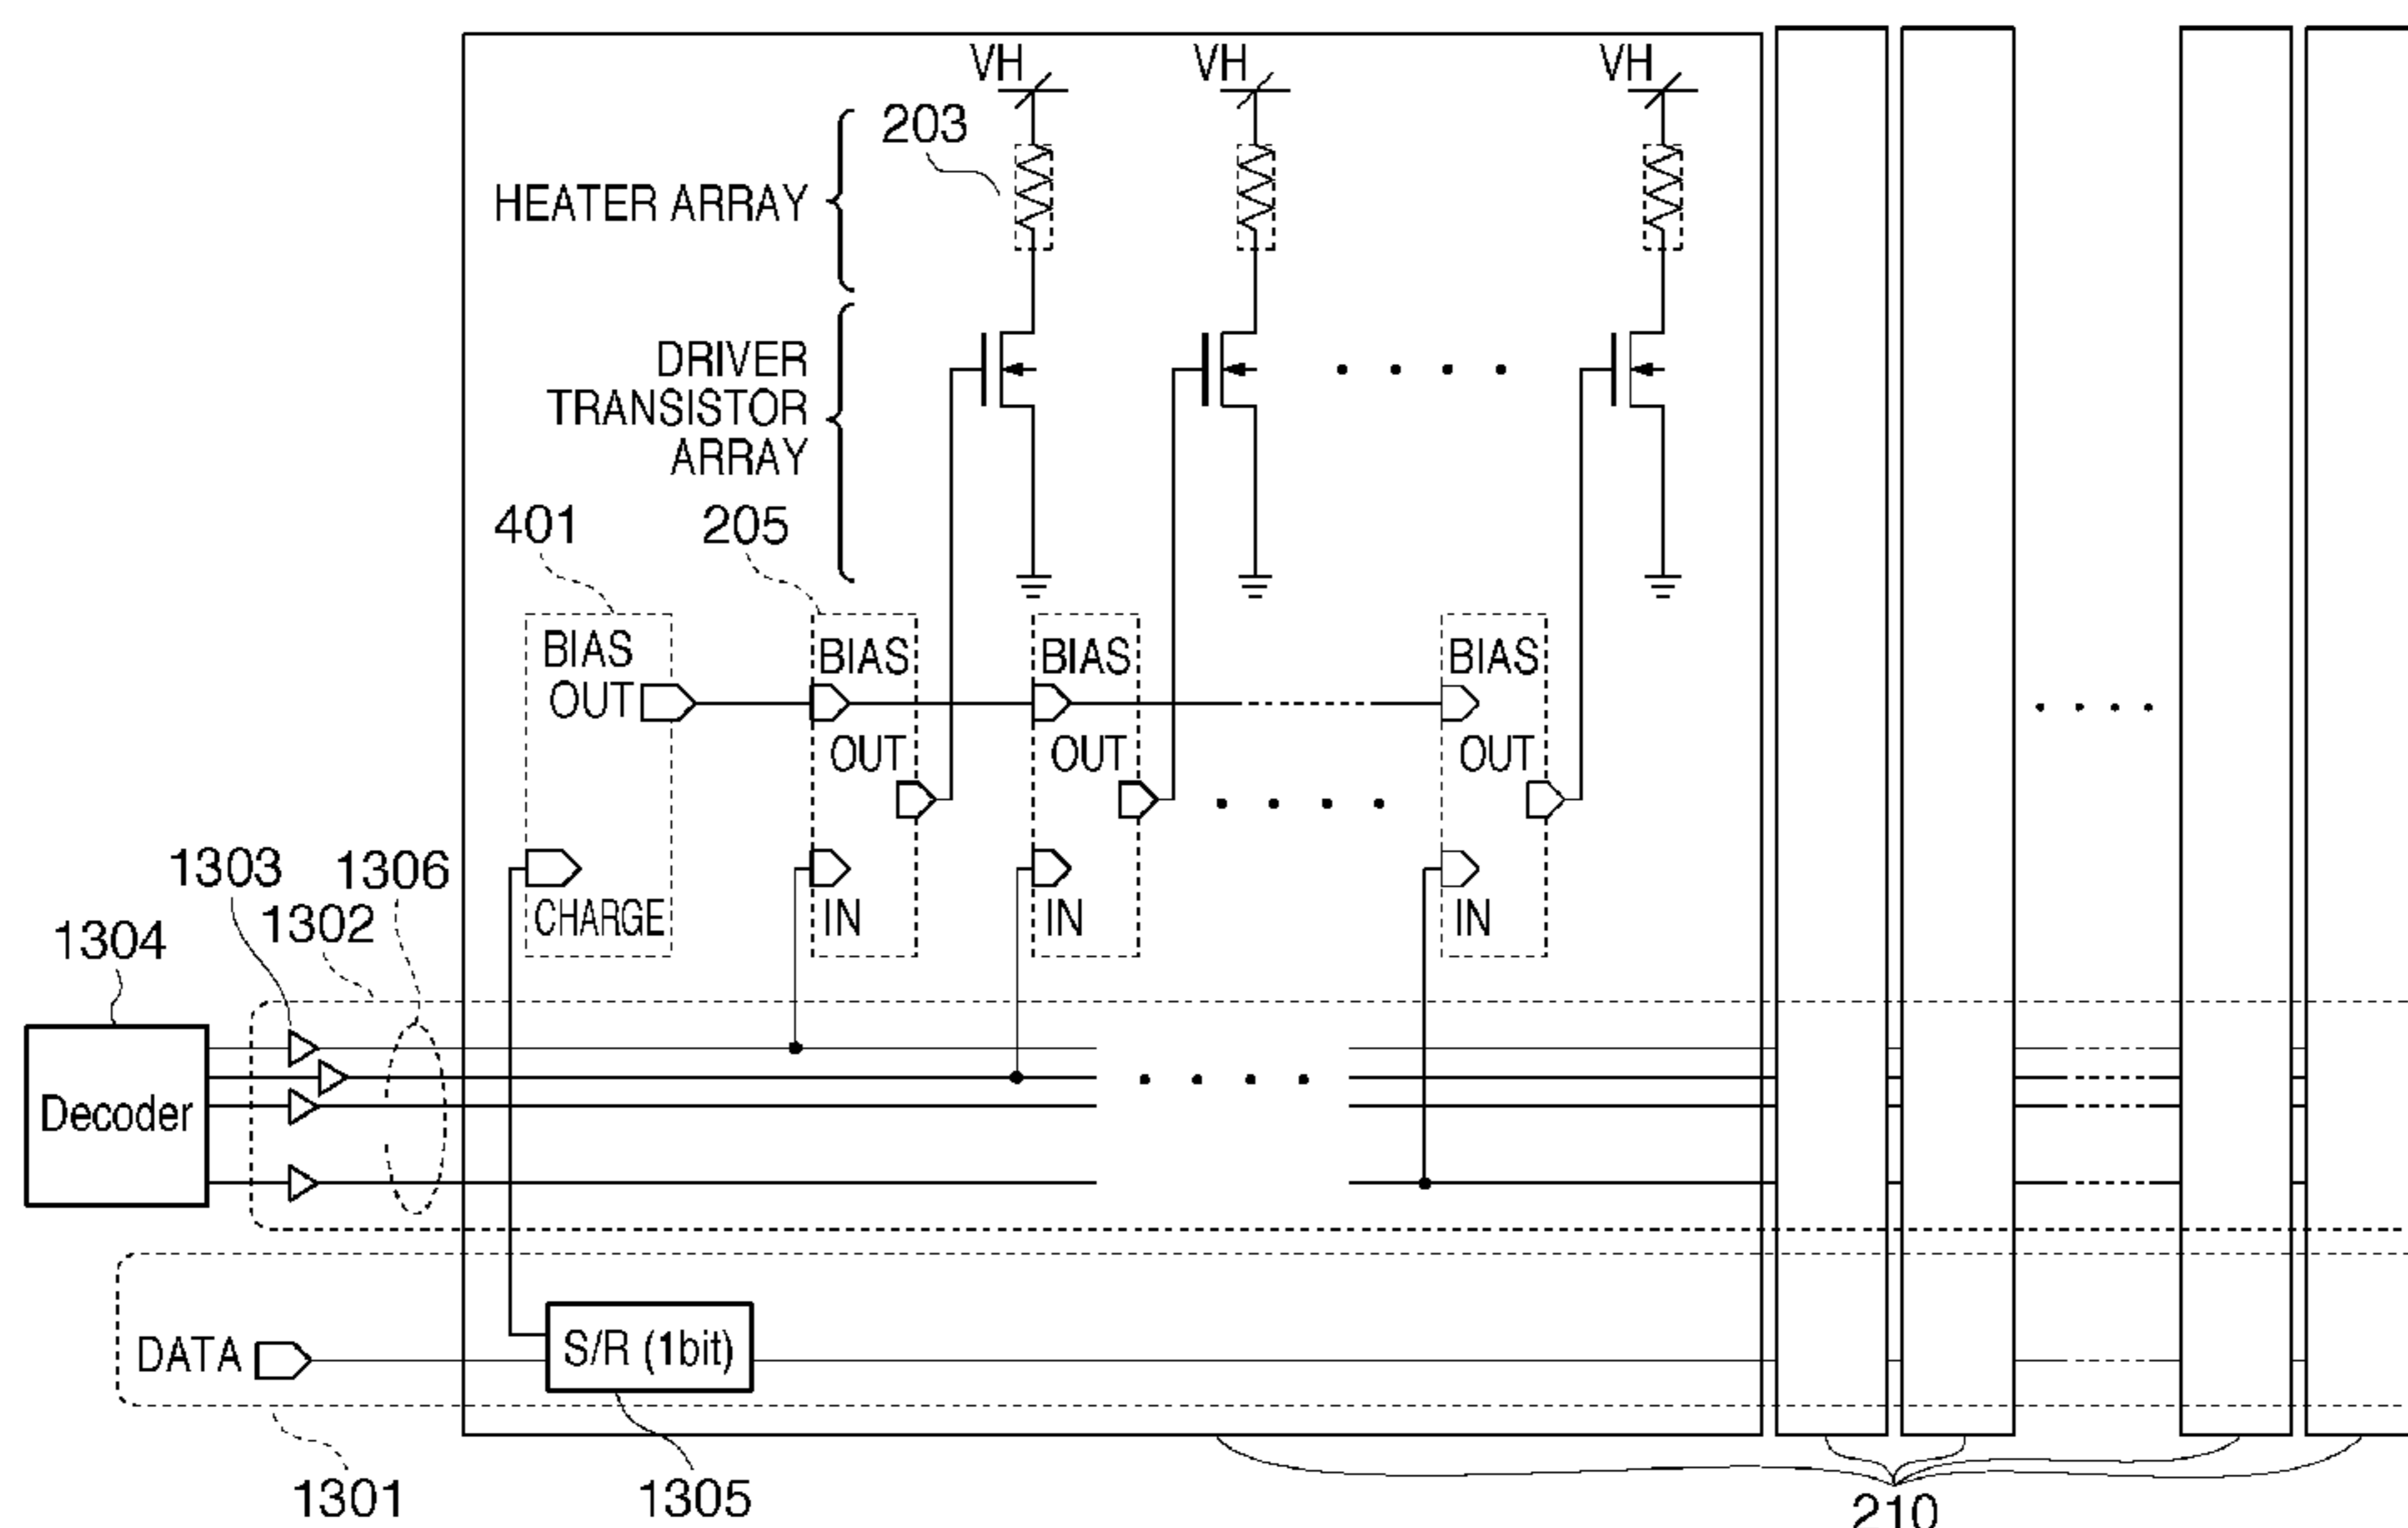 VH VH VH
203
HEATER ARRAY
DRIVER
TRANSISTOR
ARRAY
401 205
BIAS
OUT
BIAS BIAS BIAS
OUT OUT OUT
CHARGE
IN IN IN
1303 1306
1302
1304
Decoder
DATA
S/R (1bit)
1301 1305 210